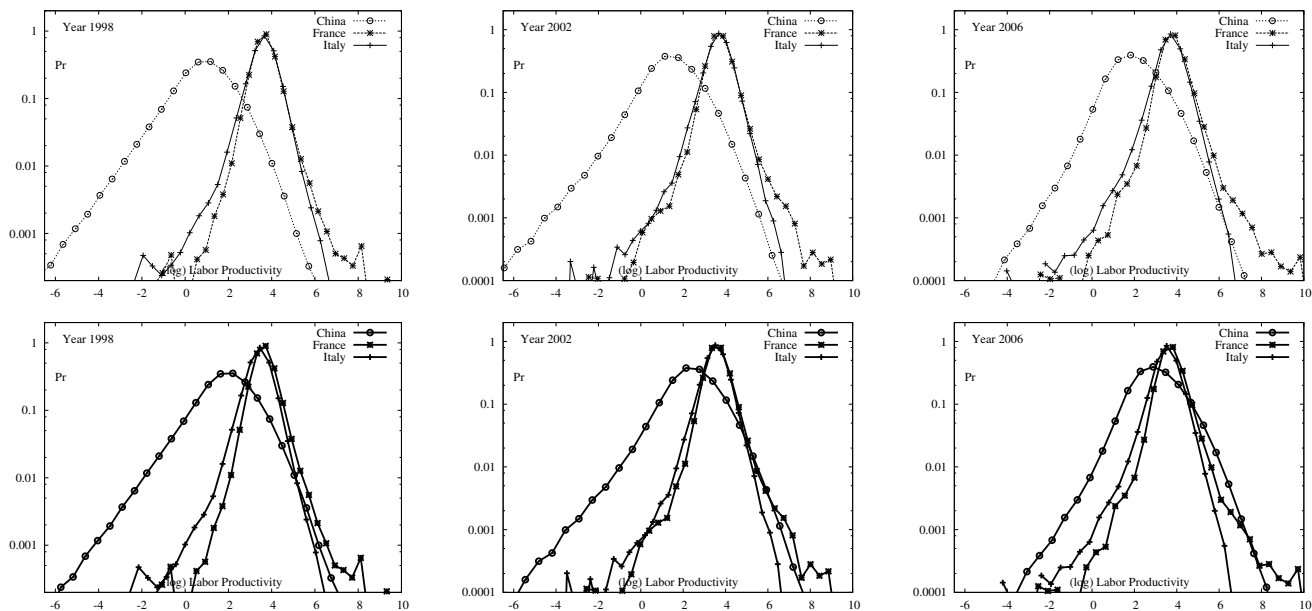 Year 1998
China
France
Italy
Pr
1
0.1
0.01
0.001
(log) Labor Productivity
-6 -4 -2 0 2 4 6 8 10
Year 2002
China
France
Italy
Pr
1
0.1
0.01
0.001
0.0001
(log) Labor Productivity
-6 -4 -2 0 2 4 6 8 10
Year 2006
China
France
Italy
Pr
1
0.1
0.01
0.001
0.0001
(log) Labor Productivity
-6 -4 -2 0 2 4 6 8 10
Year 1998
China
France
Italy
Pr
1
0.1
0.01
0.001
(log) Labor Productivity
-6 -4 -2 0 2 4 6 8 10
Year 2002
China
France
Italy
Pr
1
0.1
0.01
0.001
0.0001
(log) Labor Productivity
-6 -4 -2 0 2 4 6 8 10
Year 2006
China
France
Italy
Pr
1
0.1
0.01
0.001
0.0001
(log) Labor Productivity
-6 -4 -2 0 2 4 6 8 10